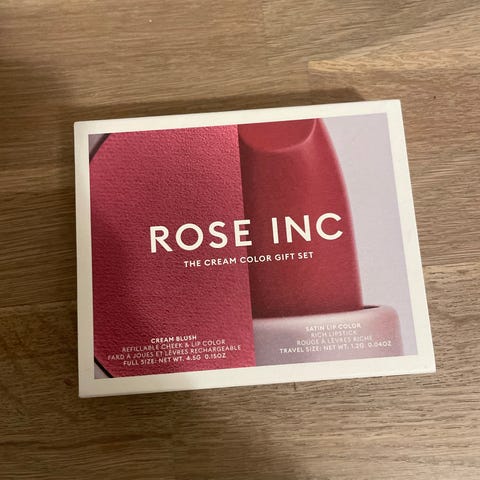 ROSE INC
THE CREAM COLOR GIFT SET
CREAM BLUSH
REFILLABLE CHEEK & LIP COLOR
FARD A JOUES ET LÈVRES RECHARGEABLE
FULL SIZE: NET WT. 4.5G 0.15OZ
SATIN LIP COLOR
RICH LIPSTICK
ROUGE À LÈVRES RICHE
TRAVEL SIZE: NET WT. 1.2G 0.04OZ